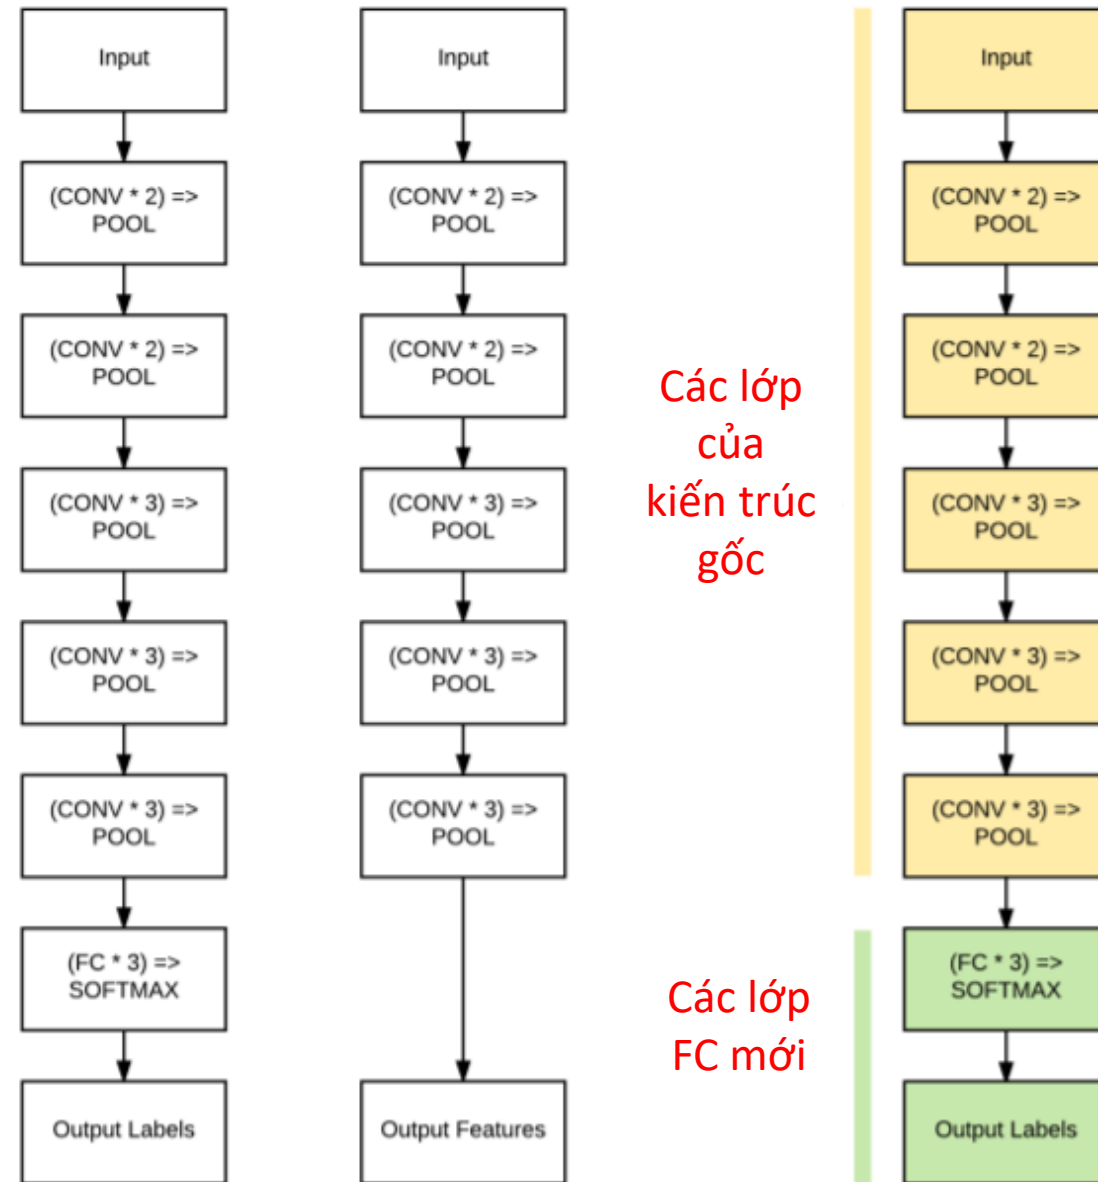 Input
(CONV * 2) =>
POOL
(CONV * 2) =>
POOL
(CONV * 3) =>
POOL
(CONV * 3) =>
POOL
(CONV * 3) =>
POOL
(FC * 3) =>
SOFTMAX
Output Labels
Input
(CONV * 2) =>
POOL
(CONV * 2) =>
POOL
(CONV * 3) =>
POOL
(CONV * 3) =>
POOL
(CONV * 3) =>
POOL
Output Features
Các lớp
của
kiến trúc
gốc
Các lớp
FC mới
Input
(CONV * 2) =>
POOL
(CONV * 2) =>
POOL
(CONV * 3) =>
POOL
(CONV * 3) =>
POOL
(CONV * 3) =>
POOL
(FC * 3) =>
SOFTMAX
Output Labels